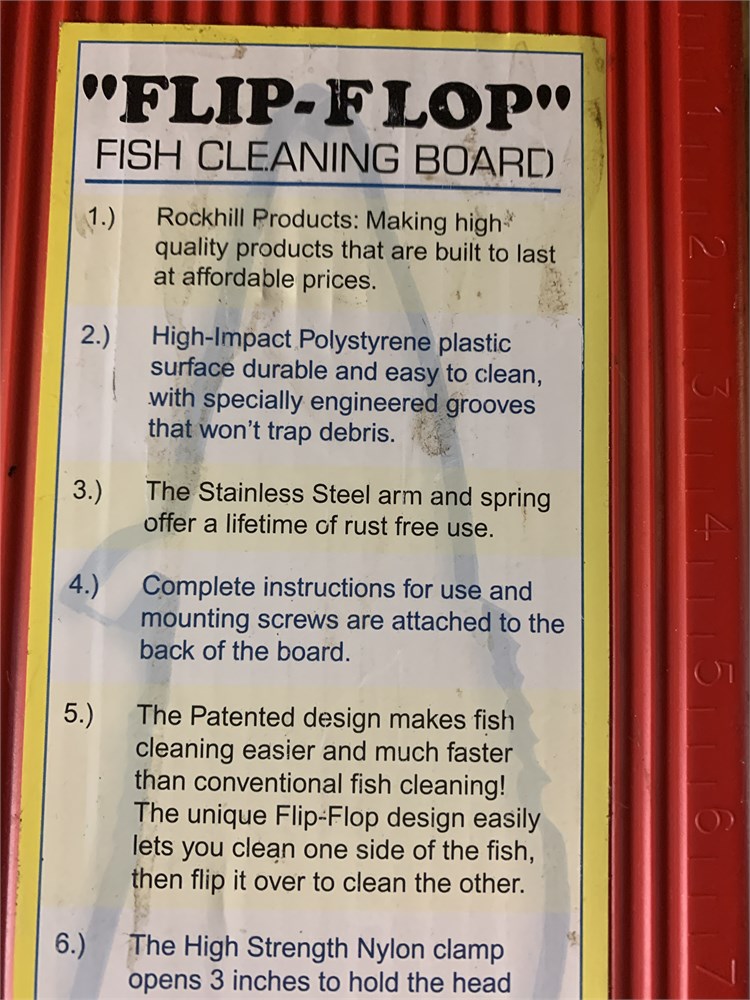 "FLIP-FLOP"
FISH CLEANING BOARD
1.) Rockhill Products: Making high
quality products that are built to last
at affordable prices.
2.) High-Impact Polystyrene plastic
surface durable and easy to clean,
with specially engineered grooves
that won't trap debris.
3.) The Stainless Steel arm and spring
offer a lifetime of rust free use.
4.) Complete instructions for use and
mounting screws are attached to the
back of the board.
5.) The Patented design makes fish
cleaning easier and much faster
than conventional fish cleaning!
The unique Flip-Flop design easily
lets you clean one side of the fish,
then flip it over to clean the other.
6.) The High Strength Nylon clamp
opens 3 inches to hold the head
1
2
3
4
5
6
7